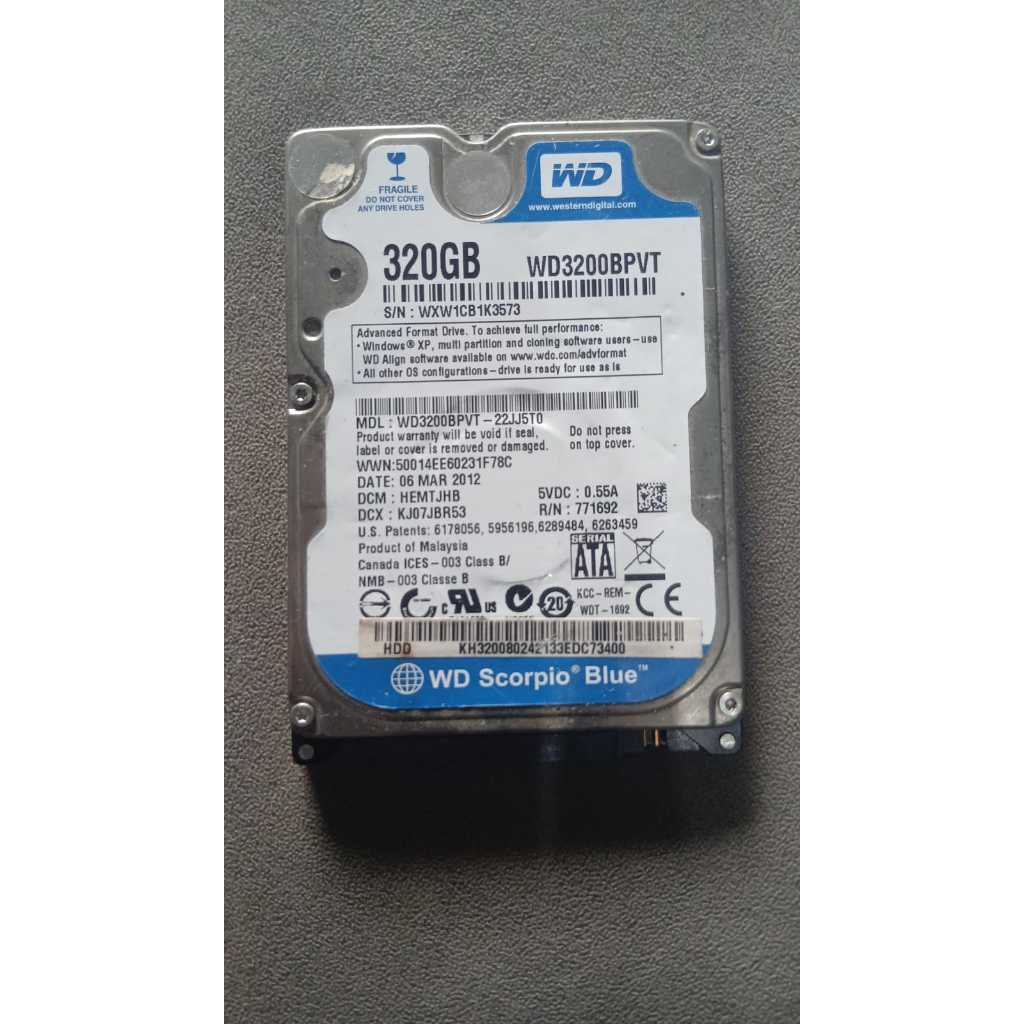 FRAGILE
DO NOT COVER
ANY DRIVE HOLES
WD
www.westerndigital.com
320GB WD3200BPVT
S/N : WXW1CB1K3573
Advanced Format Drive. To achieve full performance:
• Windows® XP, multi partition and cloning software users – use
WD Align software available on www.wdc.com/advformat
• All other OS configurations – drive is ready for use as is
MDL : WD3200BPVT – 22JJ5T0
Product warranty will be void if seal,
label or cover is removed or damaged.
Do not press
on top cover.
WWN:50014EE60231F78C
DATE: 06 MAR 2012
DCM : HEMTJHB 5VDC : 0.55A
DCX : KJ07JBR53 R/N : 771692
U.S. Patents: 6178056, 5956196,6289484, 6263459
Product of Malaysia
Canada ICES – 003 Class B/
NMB – 003 Classe B
SERIAL
ATA
C US
20
KCC – REM –
WDT – 1692
CE
HDD KH320080242133EDC73400
WD Scorpio® Blue™